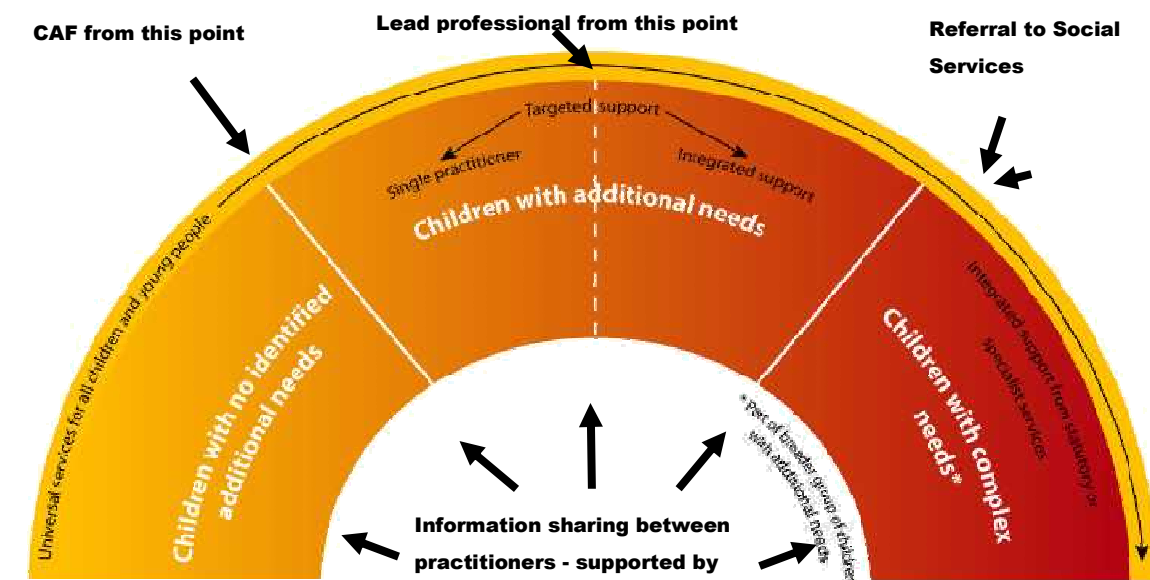 CAF from this point
Lead professional from this point
Referral to Social
Services
Targeted support
Single practitioner
Integrated support
Children with additional needs
Universal services for all children and young people
Children with no identified
additional needs
Integrated support from statutory or
specialist services
Children with complex
needs*
* part of broader group of children
with additional needs
Information sharing between
practitioners - supported by